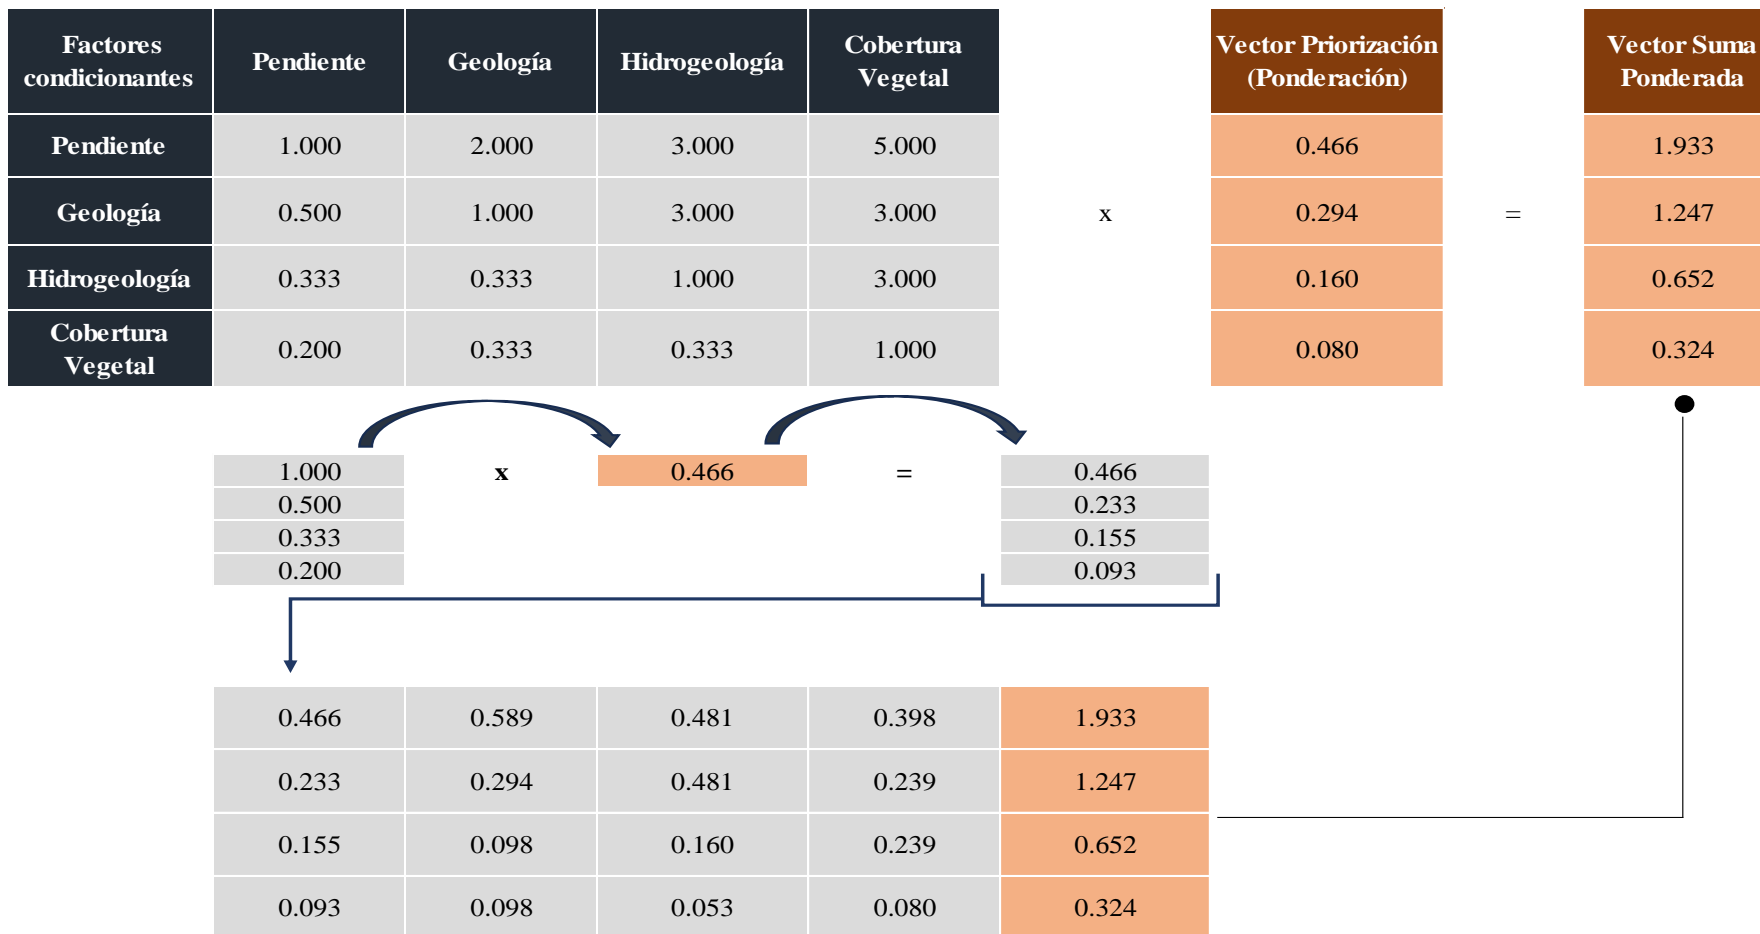 Factores condicionantes Pendiente Geología Hidrogeología Cobertura Vegetal Vector Priorización (Ponderación) Vector Suma Ponderada
Pendiente 1.000 2.000 3.000 5.000 0.466 1.933
Geología 0.500 1.000 3.000 3.000 x 0.294 = 1.247
Hidrogeología 0.333 0.333 1.000 3.000 0.160 0.652
Cobertura Vegetal 0.200 0.333 0.333 1.000 0.080 0.324
1.000 x 0.466 = 0.466
0.500 0.233
0.333 0.155
0.200 0.093
0.466 0.589 0.481 0.398 1.933
0.233 0.294 0.481 0.239 1.247
0.155 0.098 0.160 0.239 0.652
0.093 0.098 0.053 0.080 0.324